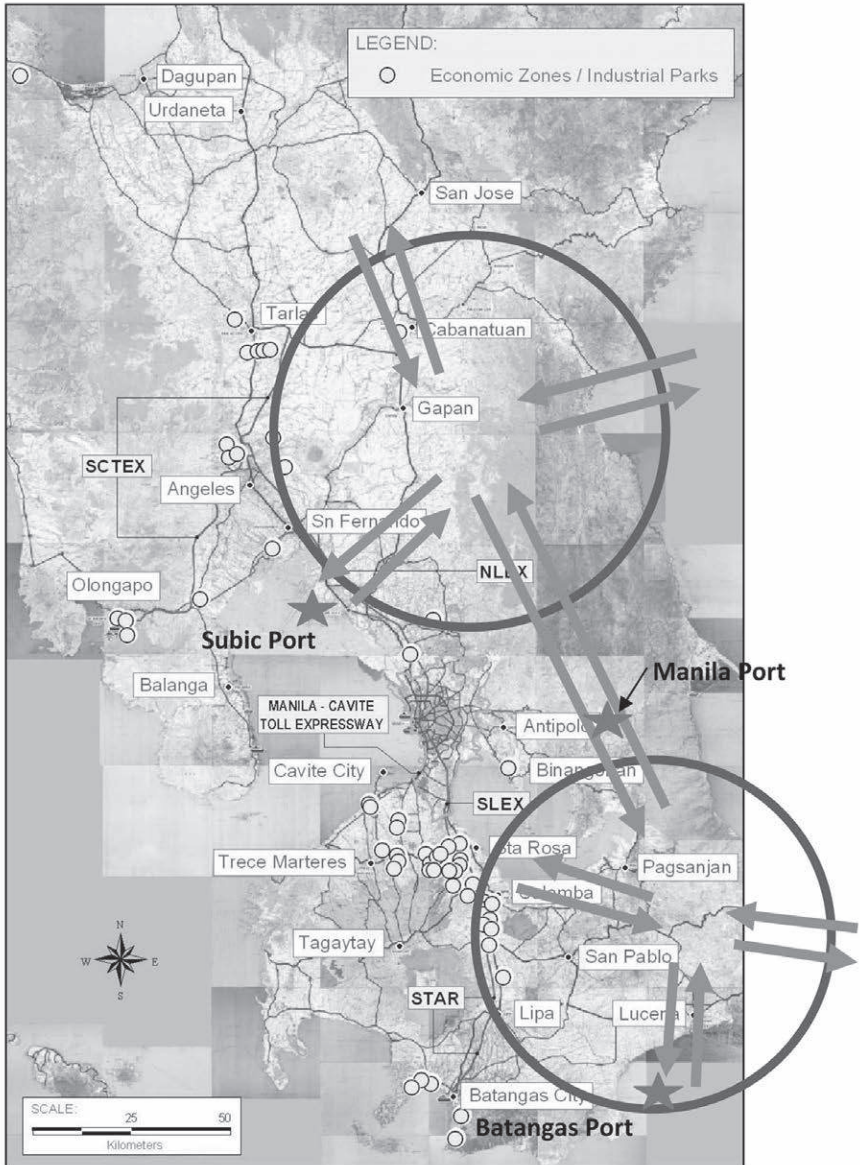 LEGEND:
Economic Zones / Industrial Parks
Dagupan
Urdaneta
San Jose
Tarlac
Cabanatuan
Gapan
SCTEX
Angeles
Sn Fernando
NLEX
Olongapo
Subic Port
Manila Port
Balanga
MANILA - CAVITE
TOLL EXPRESSWAY
Antipolo
Cavite City
Binangonan
SLEX
Sta Rosa
Trece Marteres
Pagsanjan
Calamba
Tagaytay
San Pablo
N
W E
S
STAR
Lipa
Lucena
Batangas City
Batangas Port
SCALE:
25 50
Kilometers